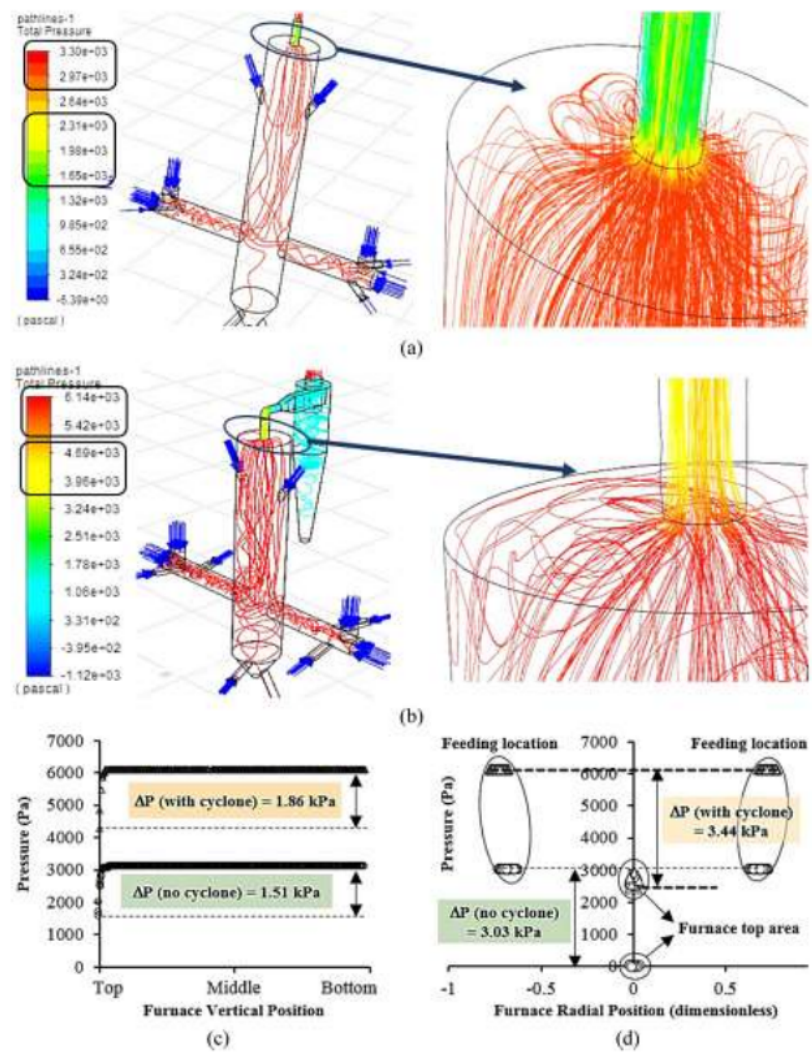 pathlines-1
Total Pressure
3.30e+03
2.97e+03
2.64e+03
2.31e+03
1.98e+03
1.65e+03
1.31e+03
9.85e+02
6.55e+02
3.24e+02
-5.39e+00
( pascal )
(a)
pathlines-1
Total Pressure
6.14e+03
5.42e+03
4.69e+03
3.96e+03
3.24e+03
2.51e+03
1.78e+03
1.06e+03
3.31e+02
-3.95e+02
-1.12e+03
( pascal )
(b)
7000
6000
5000
4000
3000
2000
1000
0
Pressure (Pa)
ΔP (with cyclone) = 1.86 kPa
ΔP (no cyclone) = 1.51 kPa
Top
Middle
Bottom
Furnace Vertical Position
(c)
Feeding location
Feeding location
7000
6000
5000
4000
3000
2000
1000
0
Pressure (Pa)
ΔP (with cyclone)
= 3.44 kPa
ΔP (no cyclone)
= 3.03 kPa
Furnace top area
-1
-0.5
0
0.5
Furnace Radial Position (dimensionless)
(d)